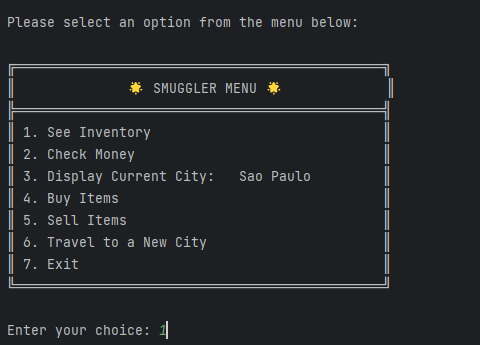 Please select an option from the menu below:
🌟 SMUGGLER MENU 🌟
1. See Inventory
2. Check Money
3. Display Current City:   Sao Paulo
4. Buy Items
5. Sell Items
6. Travel to a New City
7. Exit
Enter your choice: 1